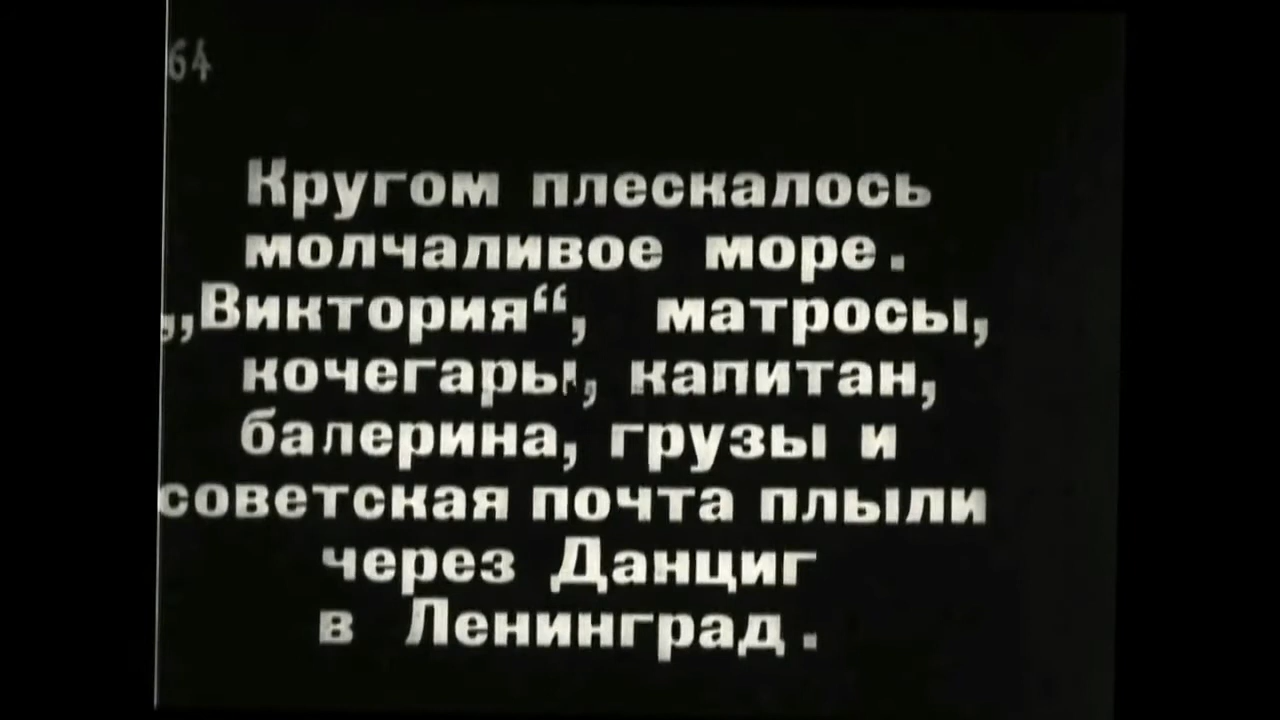 64
Кругом плескалось
молчаливое море.
„Виктория“, матросы,
кочегары, капитан,
балерина, грузы и
советская почта плыли
через Данциг
в Ленинград.